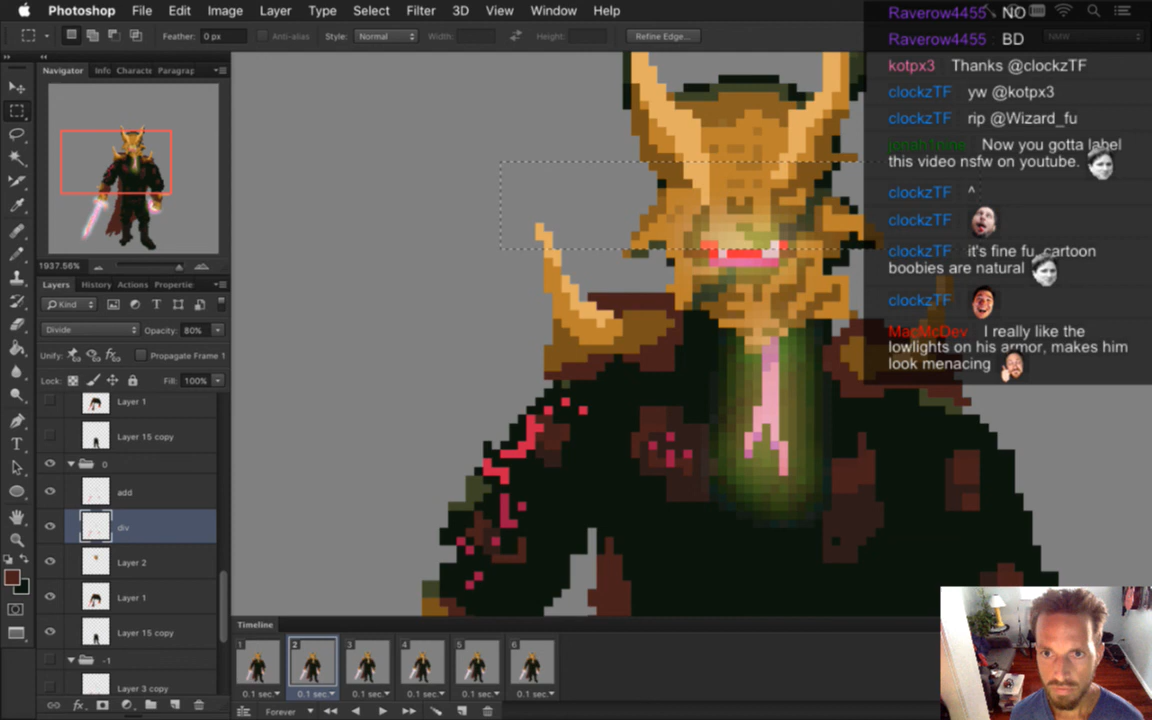 Photoshop File Edit Image Layer Type Select Filter 3D View Window Help
Feather: 0 px Anti-alias Style: Normal Width: Height: Refine Edge...
Navigator Info Charact Paragrap
1937.56%
Layers History Actions Propertie
Kind
Divide Opacity: 80%
Unify: Propagate Frame 1
Lock: Fill: 100%
Layer 1
Layer 15 copy
0
add
div
Layer 2
Layer 1
Layer 15 copy
-1
Layer 3 copy
Raverow4455 NO
Raverow4455 : BD
kotpx3 Thanks @clockzTF
clockzTF yw @kotpx3
clockzTF rip @Wizard_fu
jonah1nine Now you gotta label
this video nsfw on youtube.
clockzTF ^
clockzTF
clockzTF it's fine fu, cartoon
boobies are natural
clockzTF
MacMcDev I really like the
lowlights on his armor, makes him
look menacing
Timeline
1 2 3 4 5 6
0.1 sec. 0.1 sec. 0.1 sec. 0.1 sec. 0.1 sec. 0.1 sec.
Forever